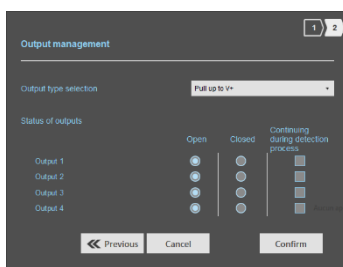 1 2
Output management
Output type selection
Pull up to V+
Status of outputs
Open Closed Continuing during detection process
Output 1
Output 2
Output 3
Output 4
Previous Cancel Confirm